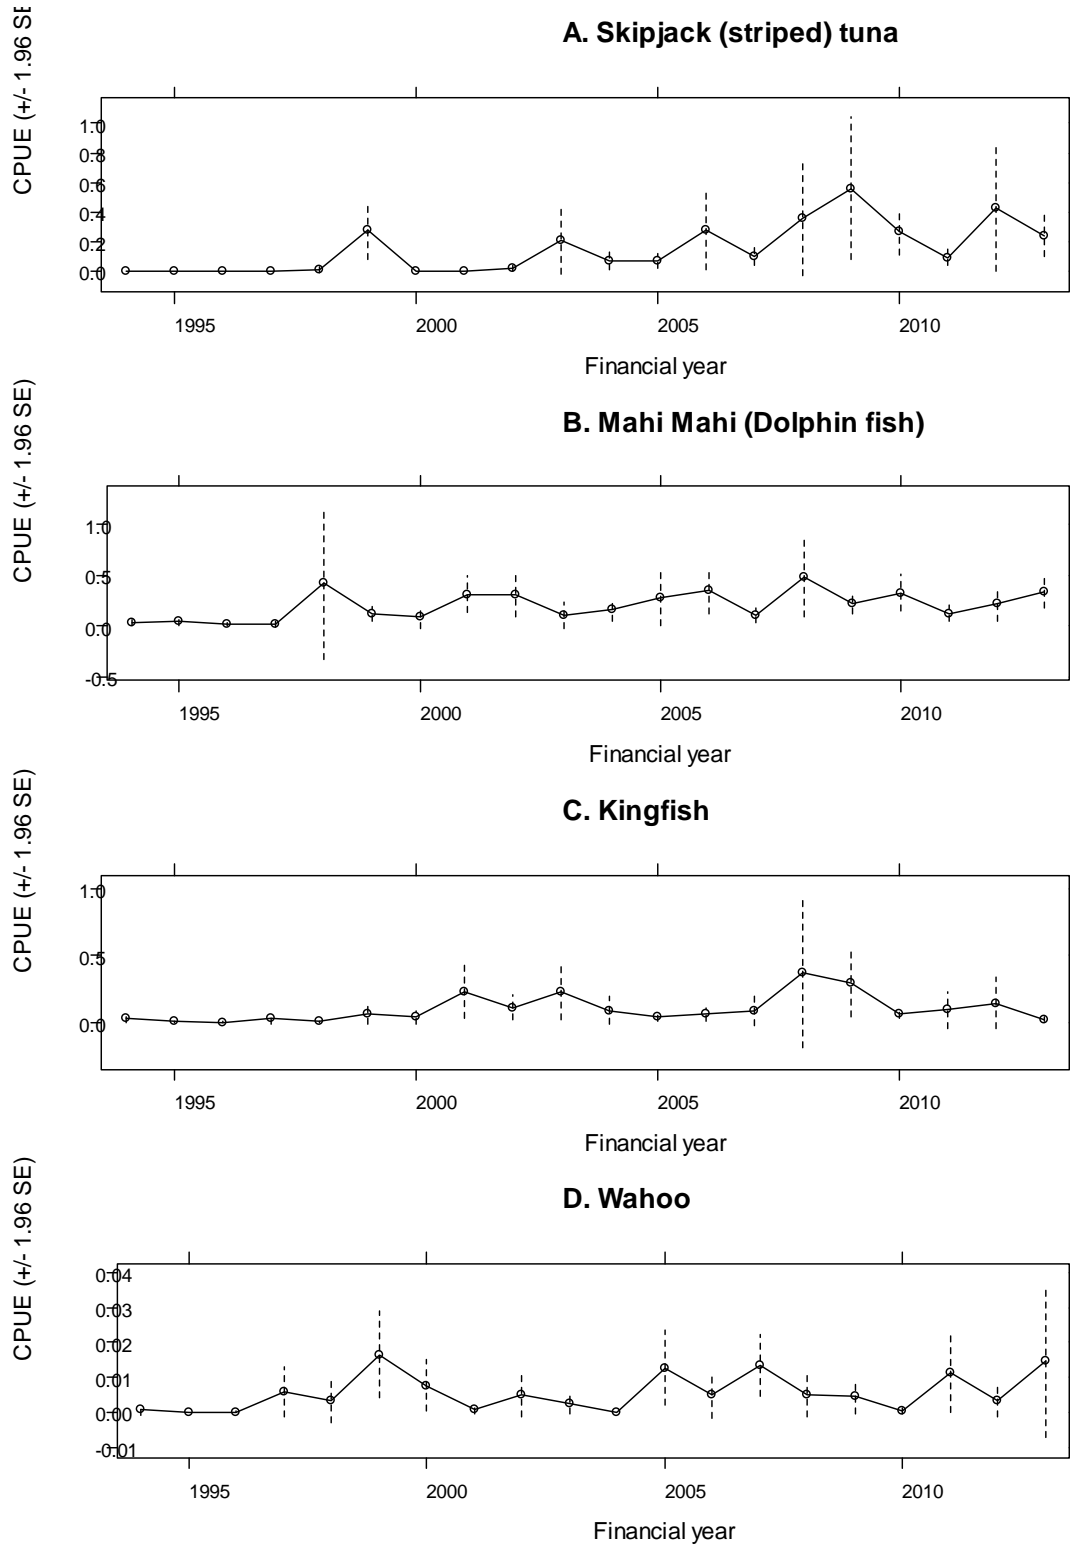 A. Skipjack (striped) tuna
CPUE (+/- 1.96 SE
1.0
0.8
0.6
0.4
0.2
0.0
1995 2000 2005 2010
Financial year
B. Mahi Mahi (Dolphin fish)
CPUE (+/- 1.96 SE)
1.0
0.5
0.0
-0.5
1995 2000 2005 2010
Financial year
C. Kingfish
CPUE (+/- 1.96 SE)
1.0
0.5
0.0
1995 2000 2005 2010
Financial year
D. Wahoo
CPUE (+/- 1.96 SE)
0.04
0.03
0.02
0.01
0.00
-0.01
1995 2000 2005 2010
Financial year